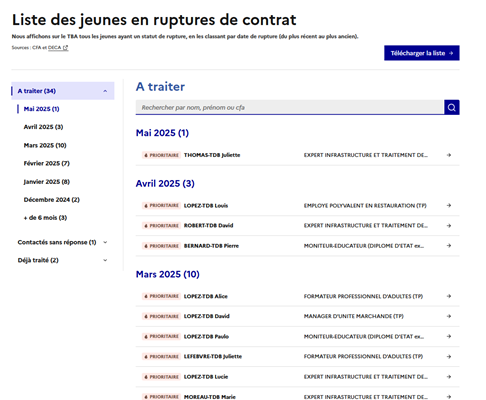 Liste des jeunes en ruptures de contrat
Nous affichons sur le TBA tous les jeunes ayant un statut de rupture, en les classant par date de rupture (du plus récent au plus ancien).
Sources : CFA et DECA
Télécharger la liste
A traiter (34)
Mai 2025 (1)
Avril 2025 (3)
Mars 2025 (10)
Février 2025 (7)
Janvier 2025 (8)
Décembre 2024 (2)
+ de 6 mois (3)
Contactés sans réponse (1)
Déjà traité (2)
A traiter
Rechercher par nom, prénom ou cfa
Mai 2025 (1)
PRIORITAIRE THOMAS-TDB Juliette EXPERT INFRASTRUCTURE ET TRAITEMENT DE...
Avril 2025 (3)
PRIORITAIRE LOPEZ-TDB Louis EMPLOYE POLYVALENT EN RESTAURATION (TP)
PRIORITAIRE ROBERT-TDB David EXPERT INFRASTRUCTURE ET TRAITEMENT DE...
PRIORITAIRE BERNARD-TDB Pierre MONITEUR-EDUCATEUR (DIPLOME D'ETAT ex...
Mars 2025 (10)
PRIORITAIRE LOPEZ-TDB Alice FORMATEUR PROFESSIONNEL D'ADULTES (TP)
PRIORITAIRE LOPEZ-TDB David MANAGER D'UNITE MARCHANDE (TP)
PRIORITAIRE LOPEZ-TDB Paulo MONITEUR-EDUCATEUR (DIPLOME D'ETAT ex...
PRIORITAIRE LEFEBVRE-TDB Juliette FORMATEUR PROFESSIONNEL D'ADULTES (TP)
PRIORITAIRE LOPEZ-TDB Lucie EXPERT INFRASTRUCTURE ET TRAITEMENT DE...
PRIORITAIRE MOREAU-TDB Marie EXPERT INFRASTRUCTURE ET TRAITEMENT DE...